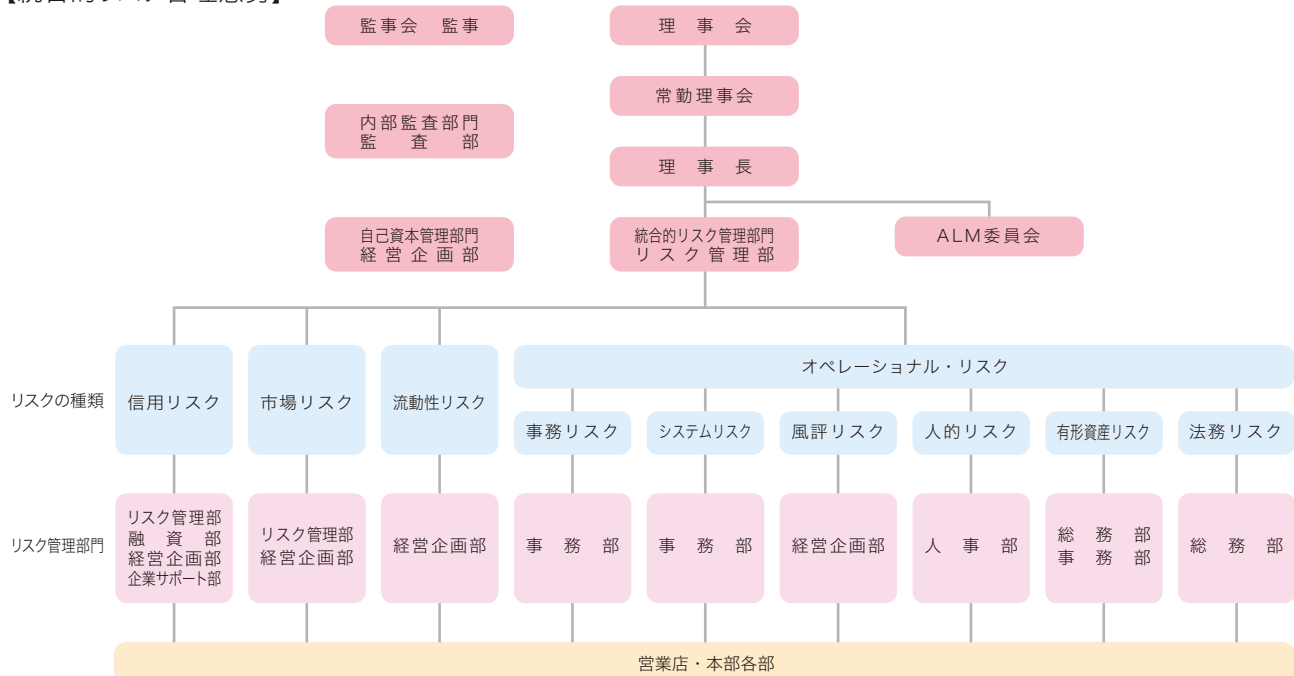 【統合的リスク管理態勢】
監事会 監事
理事会
常勤理事会
内部監査部門
監査部
理事長
自己資本管理部門
経営企画部
統合的リスク管理部門
リスク管理部
ALM委員会
リスクの種類
信用リスク
市場リスク
流動性リスク
オペレーショナル・リスク
事務リスク
システムリスク
風評リスク
人的リスク
有形資産リスク
法務リスク
リスク管理部門
リスク管理部
融資部
経営企画部
企業サポート部
リスク管理部
経営企画部
経営企画部
事務部
事務部
経営企画部
人事部
総務部
事務部
総務部
営業店・本部各部